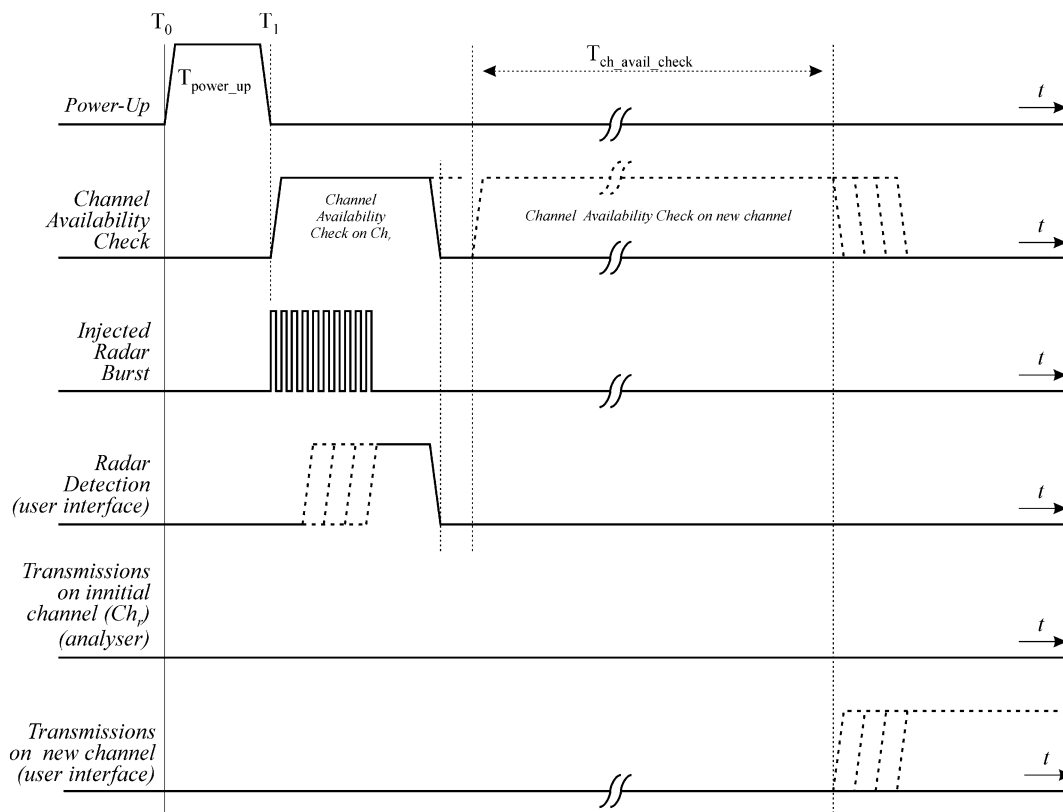 T0 T1
Tch_avail_check
Tpower_up
Power-Up
t
Channel
Availability
Check
Channel
Availability
Check on Chr
Channel Availability Check on new channel
t
Injected
Radar
Burst
t
Radar
Detection
(user interface)
t
Transmissions
on innitial
channel (Chr)
(analyser)
t
Transmissions
on new channel
(user interface)
t